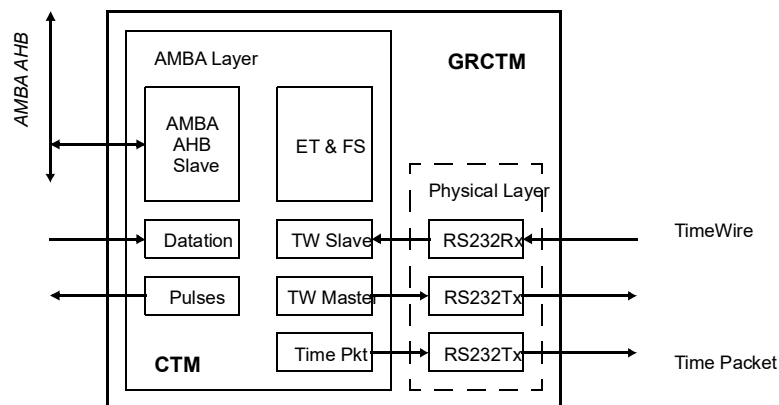 AMBA AHB
AMBA Layer
GRCTM
AMBA
AHB
Slave
ET & FS
Physical Layer
Datation
TW Slave
RS232Rx
TimeWire
Pulses
TW Master
RS232Tx
CTM
Time Pkt
RS232Tx
Time Packet